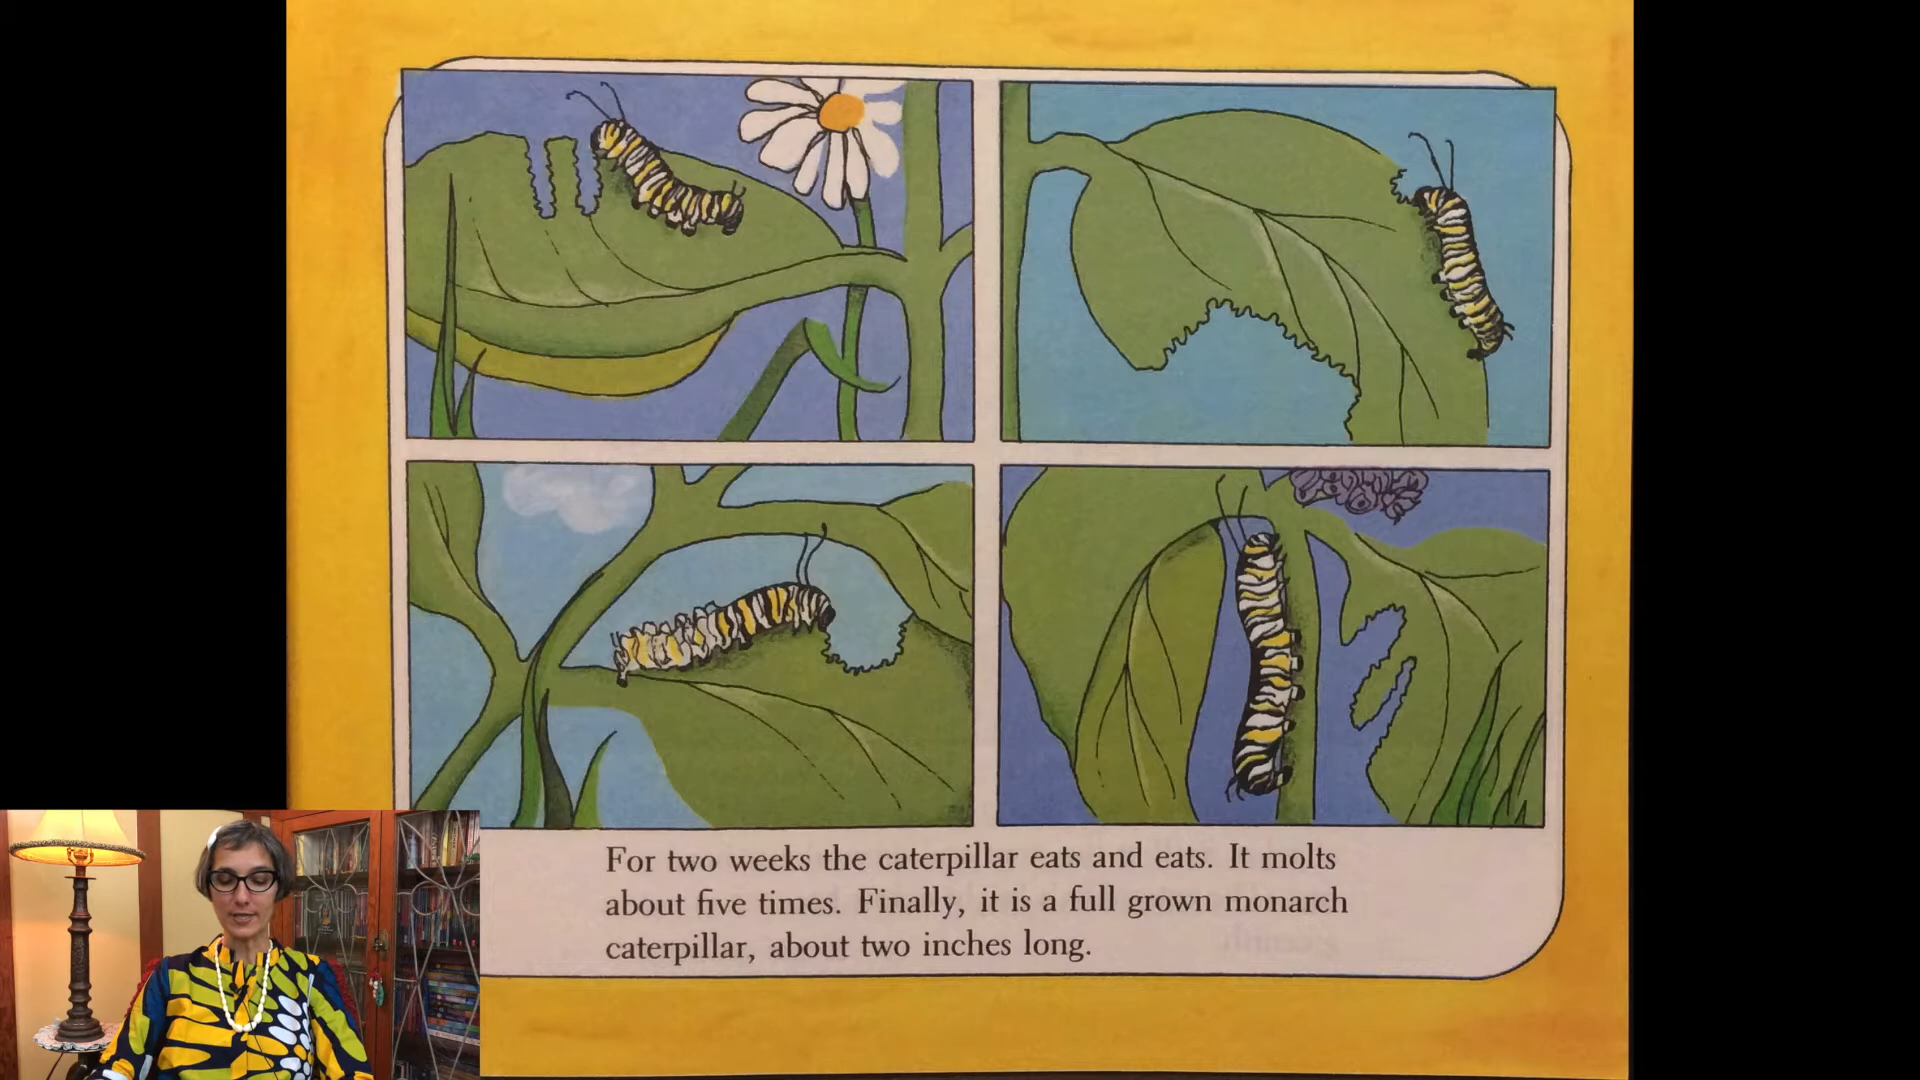 For two weeks the caterpillar eats and eats. It molts
about five times. Finally, it is a full grown monarch
caterpillar, about two inches long.